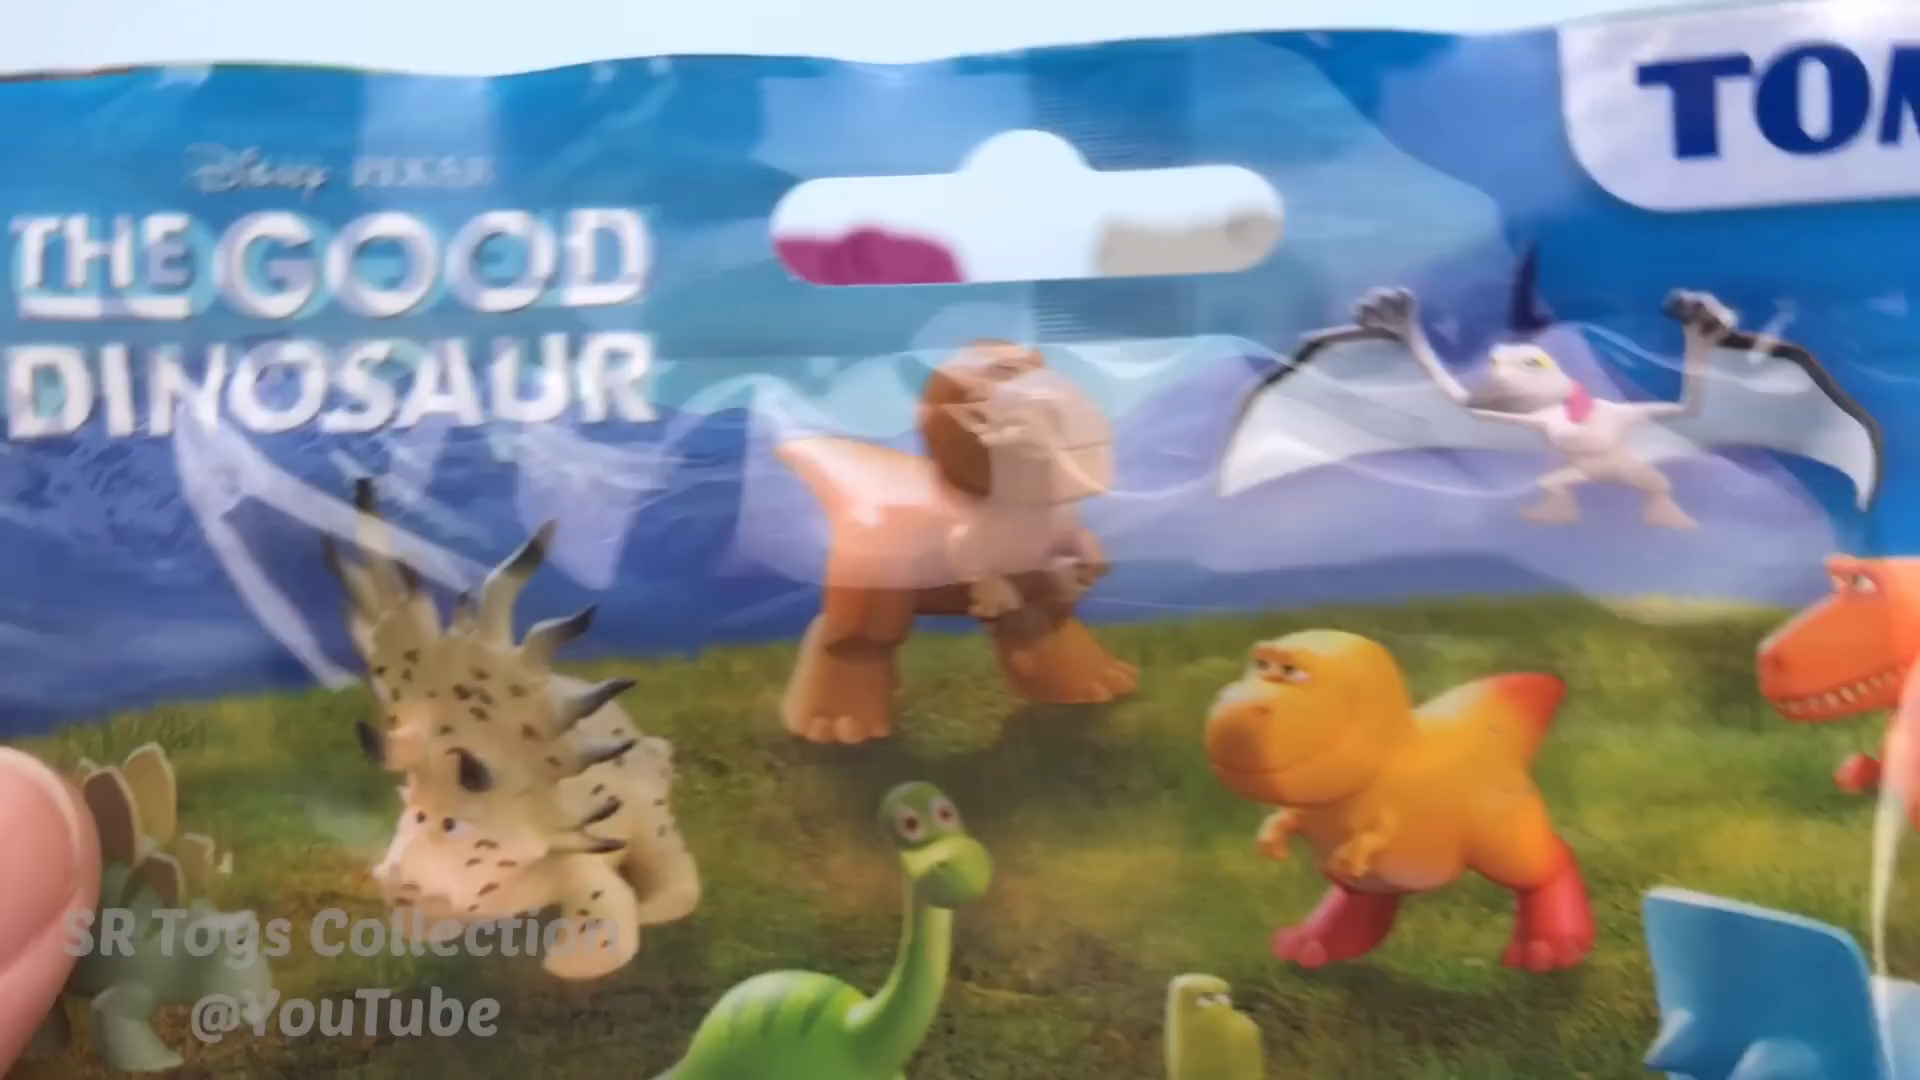 Disney PIXAR
THE GOOD
DINOSAUR
TOM
SR Toys Collection
@YouTube